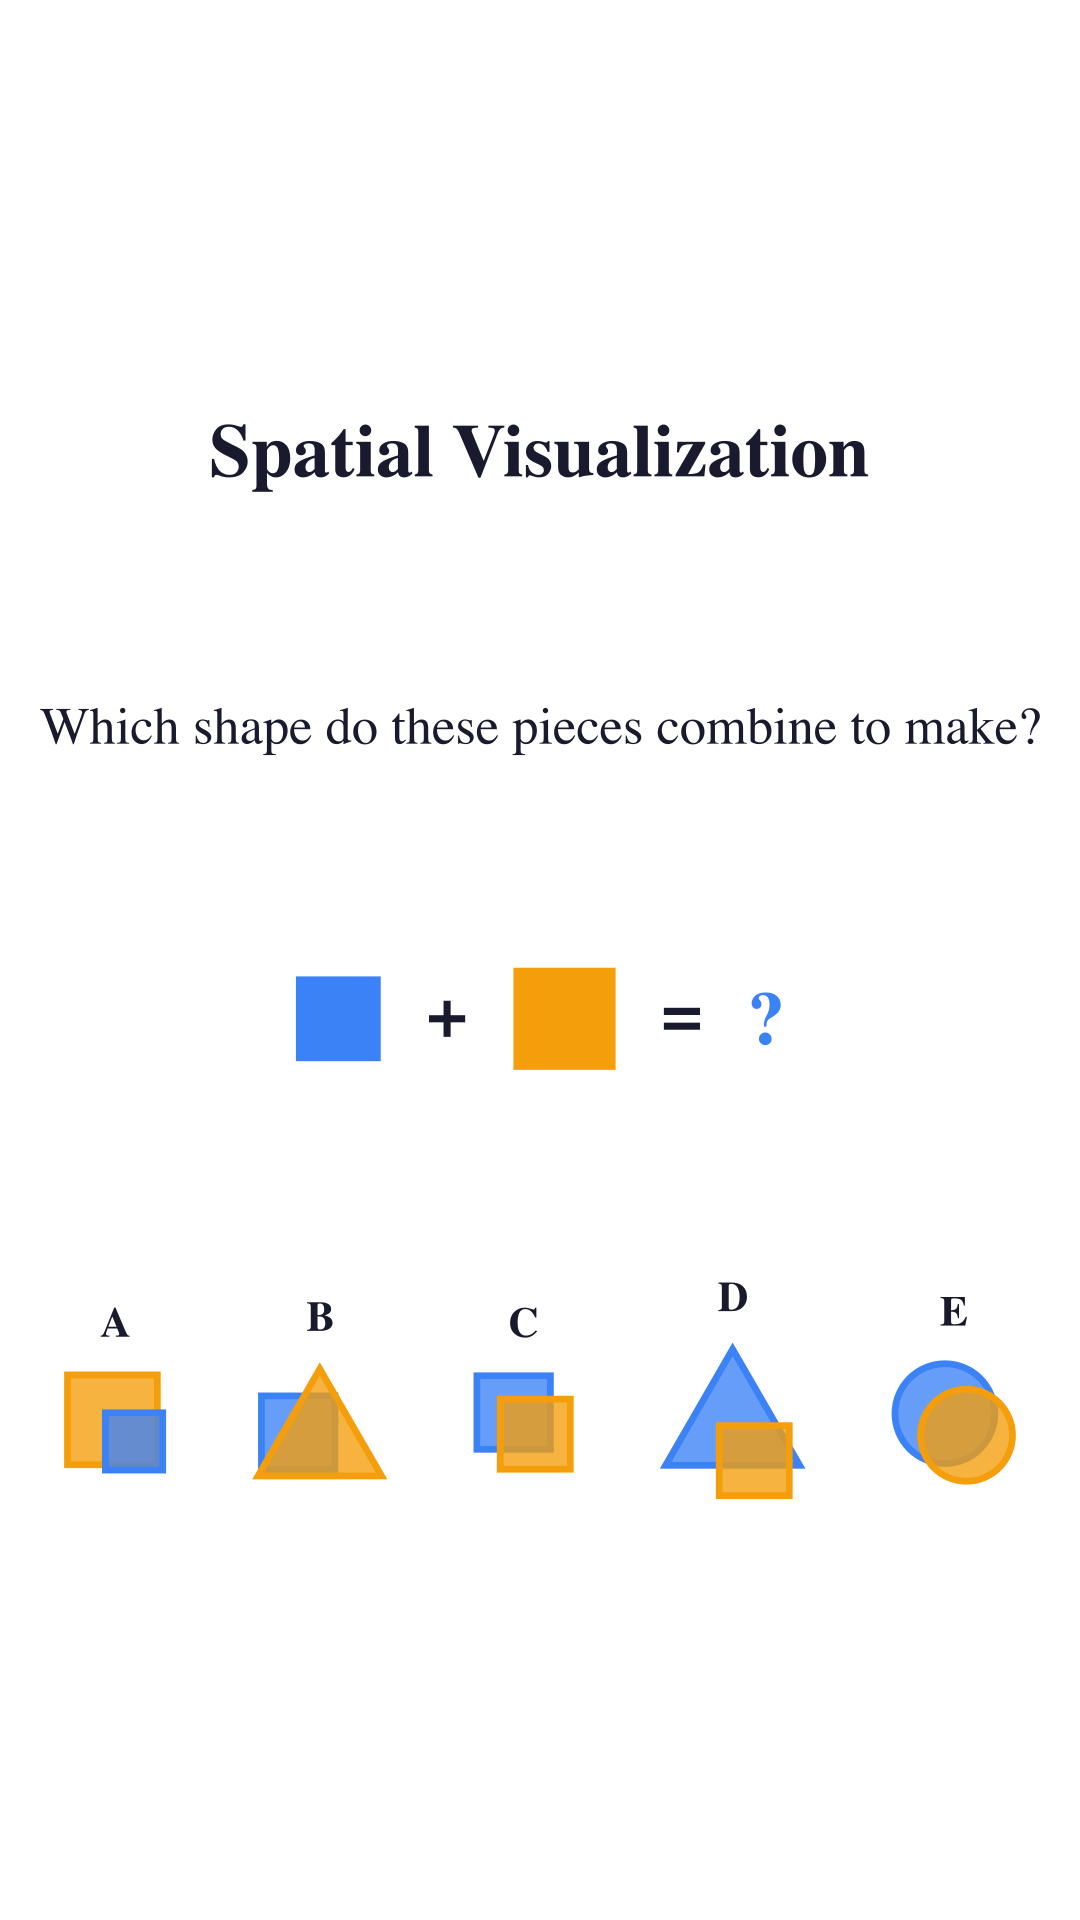 Spatial Visualization
Which shape do these pieces combine to make?
+ = ?
A B C D E